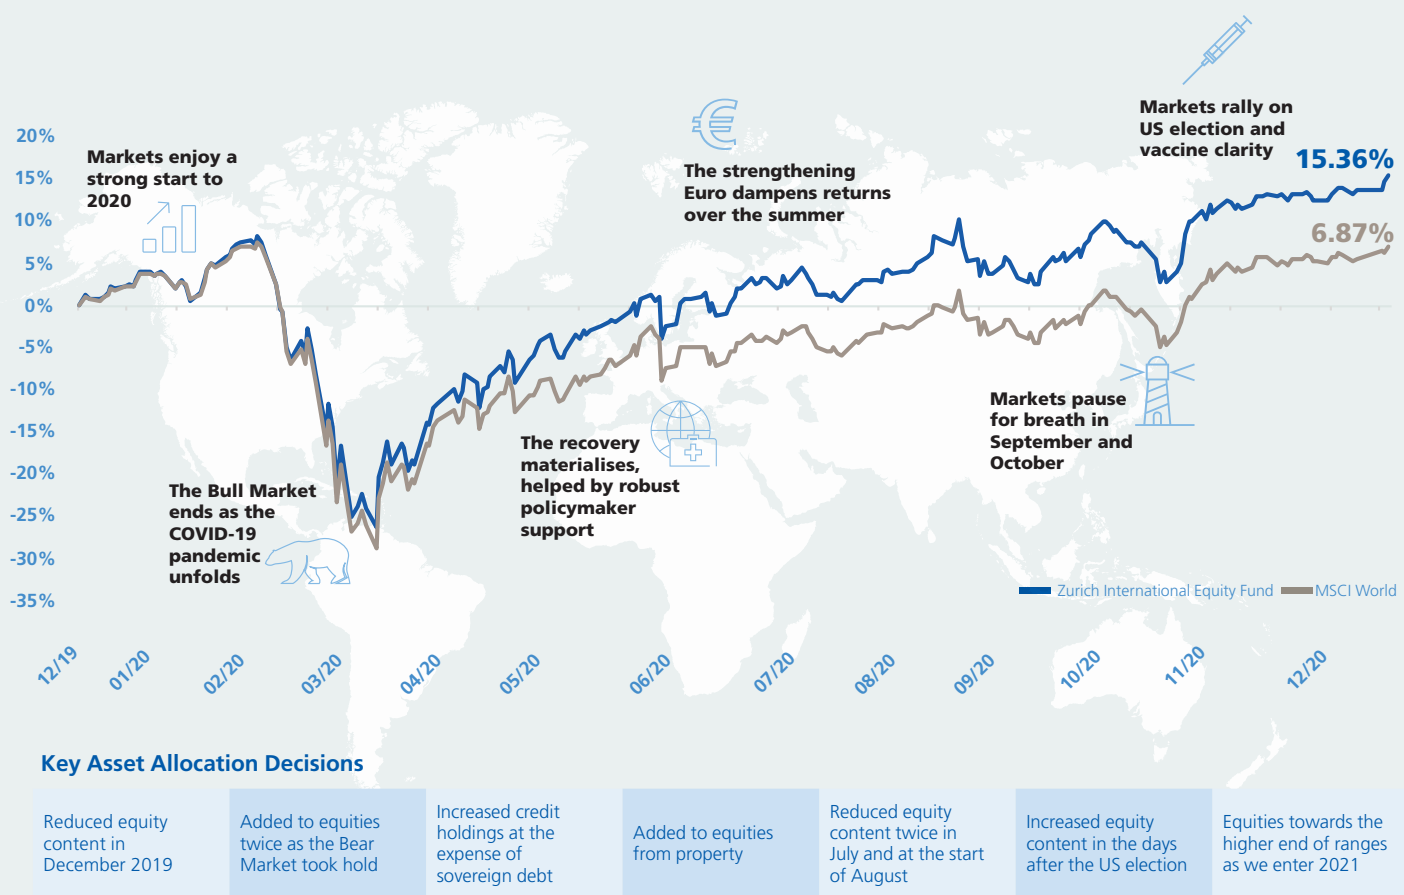 Markets rally on
US election and
vaccine clarity
15.36%
6.87%
The strengthening
Euro dampens returns
over the summer
Markets enjoy a
strong start to
2020
20%
15%
10%
5%
0%
-5%
-10%
-15%
-20%
-25%
-30%
-35%
Markets pause
for breath in
September and
October
The recovery
materialises,
helped by robust
policymaker
support
The Bull Market
ends as the
COVID-19
pandemic
unfolds
Zurich International Equity Fund
MSCI World
12/19
01/20
02/20
03/20
04/20
05/20
06/20
07/20
08/20
09/20
10/20
11/20
12/20
Key Asset Allocation Decisions
Reduced equity
content in
December 2019
Added to equities
twice as the Bear
Market took hold
Increased credit
holdings at the
expense of
sovereign debt
Added to equities
from property
Reduced equity
content twice in
July and at the start
of August
Increased equity
content in the days
after the US election
Equities towards the
higher end of ranges
as we enter 2021